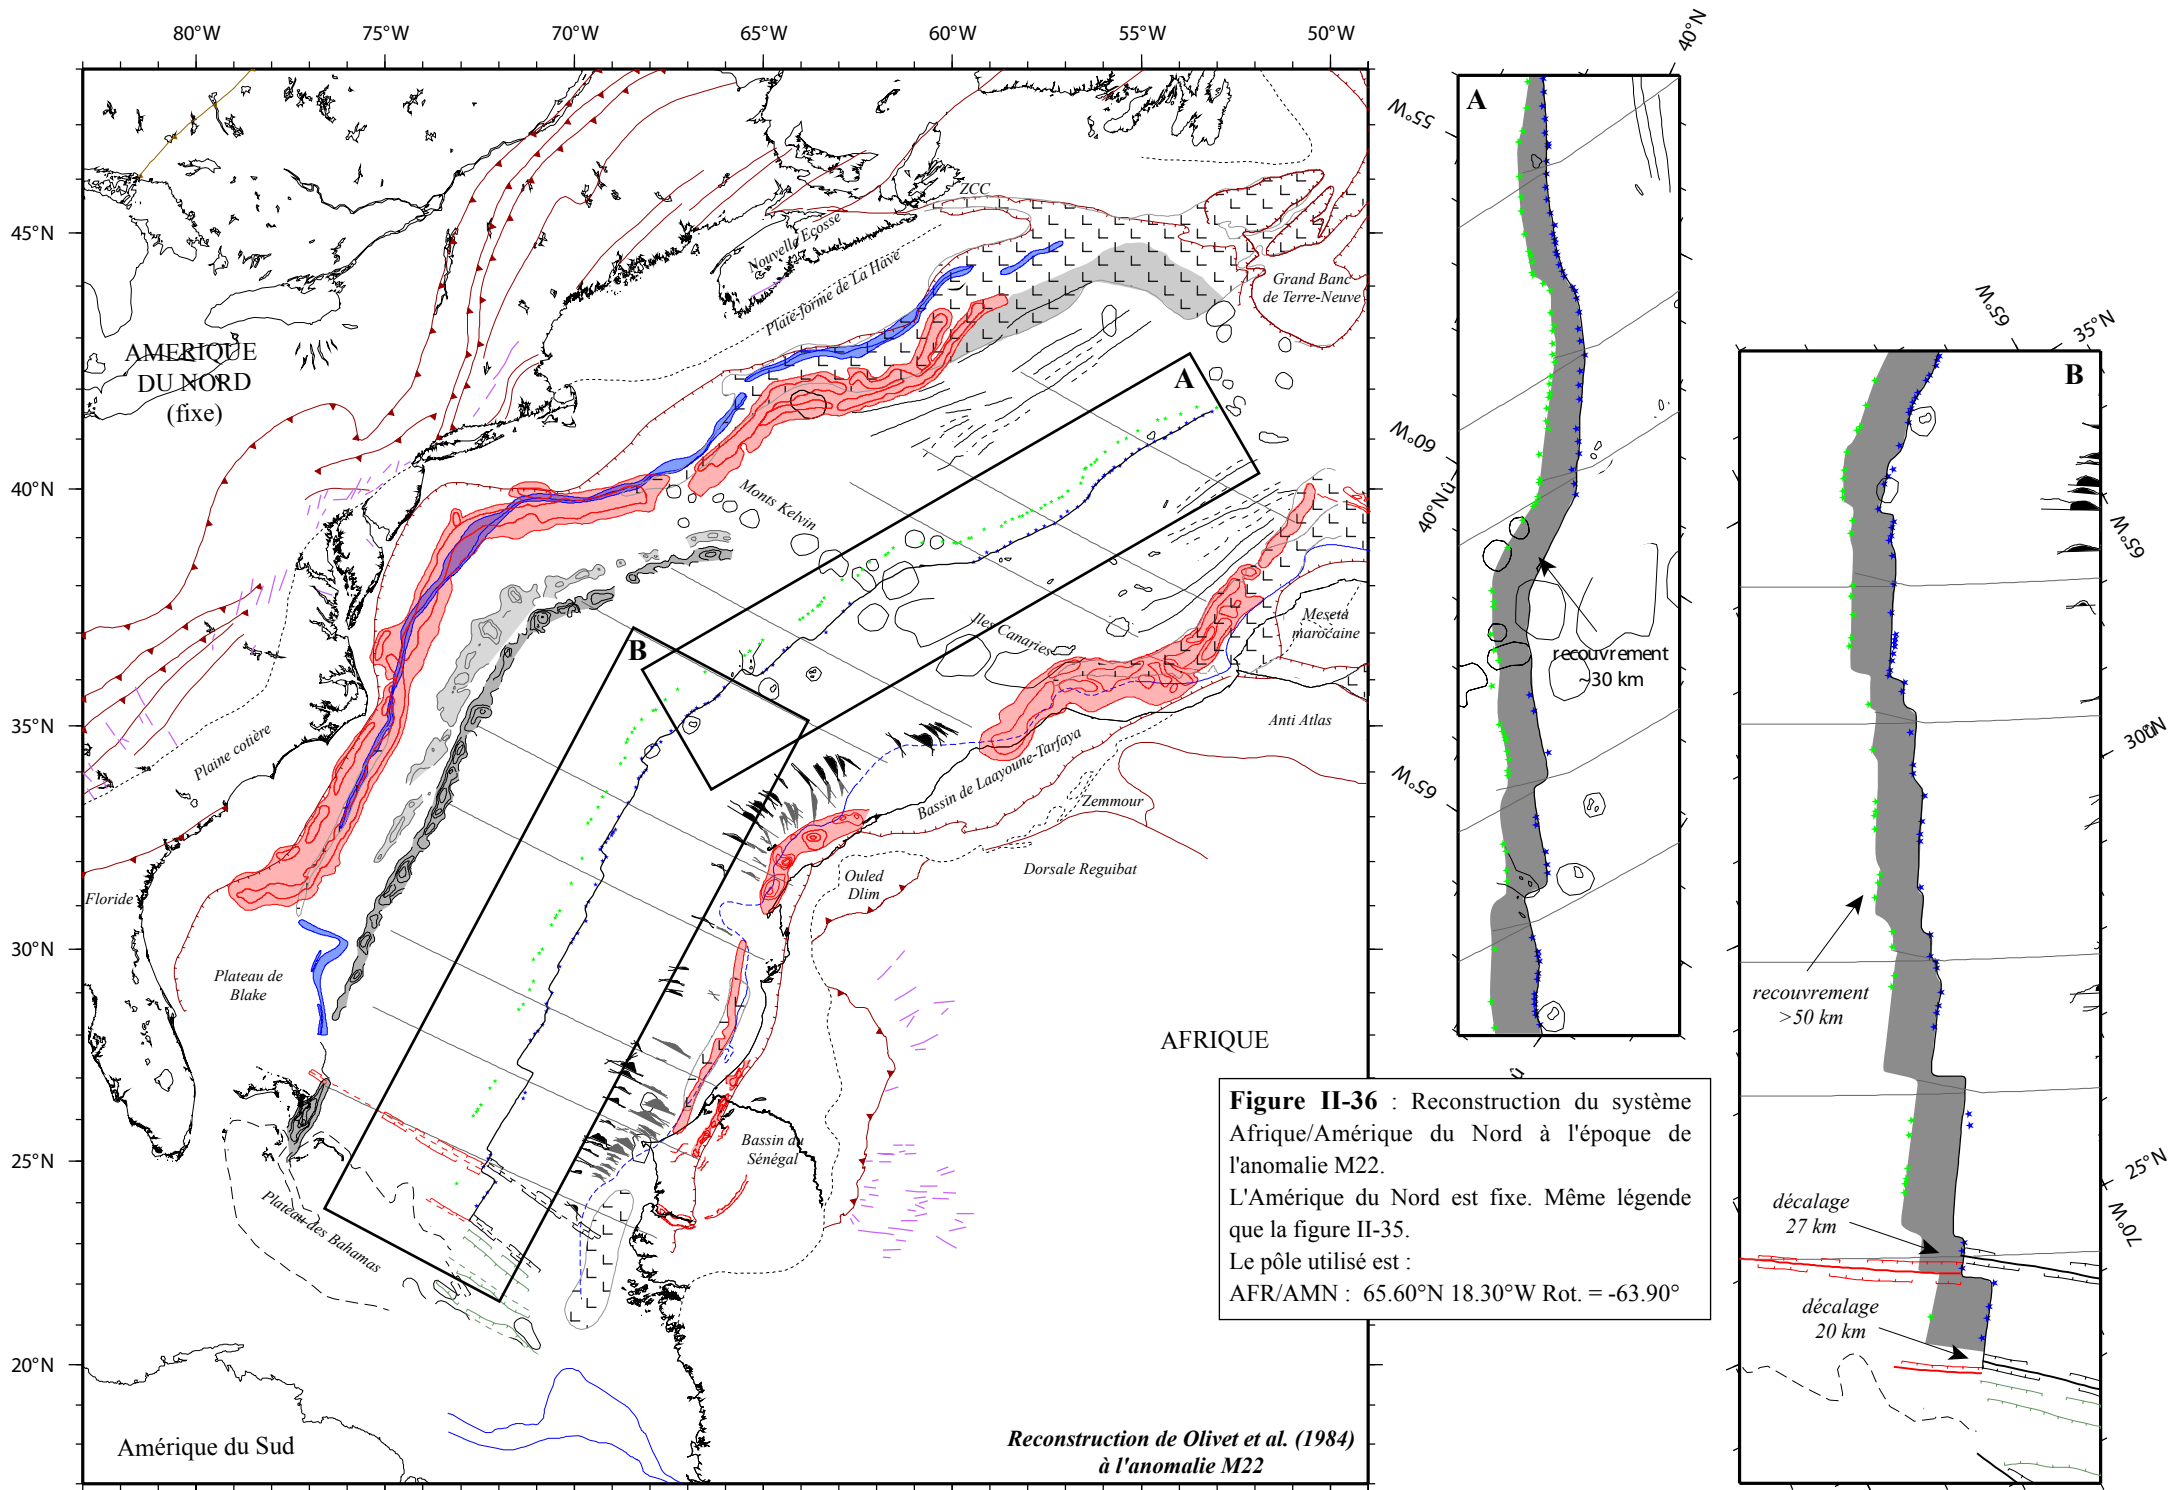 80°W 75°W 70°W 65°W 60°W 55°W 50°W
45°N
40°N
35°N
30°N
25°N
20°N
AMERIQUE
DU NORD
(fixe)
ZCC
Nouvelle Ecosse
Plate-forme de La Have
Grand Banc
de Terre-Neuve
A
Monts Kelvin
Iles Canaries
Meseta
marocaine
B
Plaine cotière
Anti Atlas
Bassin de Laayoune-Tarfaya
Zemmour
Floride
Ouled
Dlim
Dorsale Reguibat
Plateau de
Blake
AFRIQUE
Bassin du
Sénégal
Plateau des Bahamas
Amérique du Sud
Reconstruction de Olivet et al. (1984)
à l'anomalie M22
40°N
A
55°W
60°W
40°Nû
65°W
recouvrement
~30 km
û
65°W
35°N
B
65°W
30ûN
recouvrement
>50 km
25°N
70°W
décalage
27 km
décalage
20 km
Figure II-36 : Reconstruction du système
Afrique/Amérique du Nord à l'époque de
l'anomalie M22.
L'Amérique du Nord est fixe. Même légende
que la figure II-35.
Le pôle utilisé est :
AFR/AMN : 65.60°N 18.30°W Rot. = -63.90°